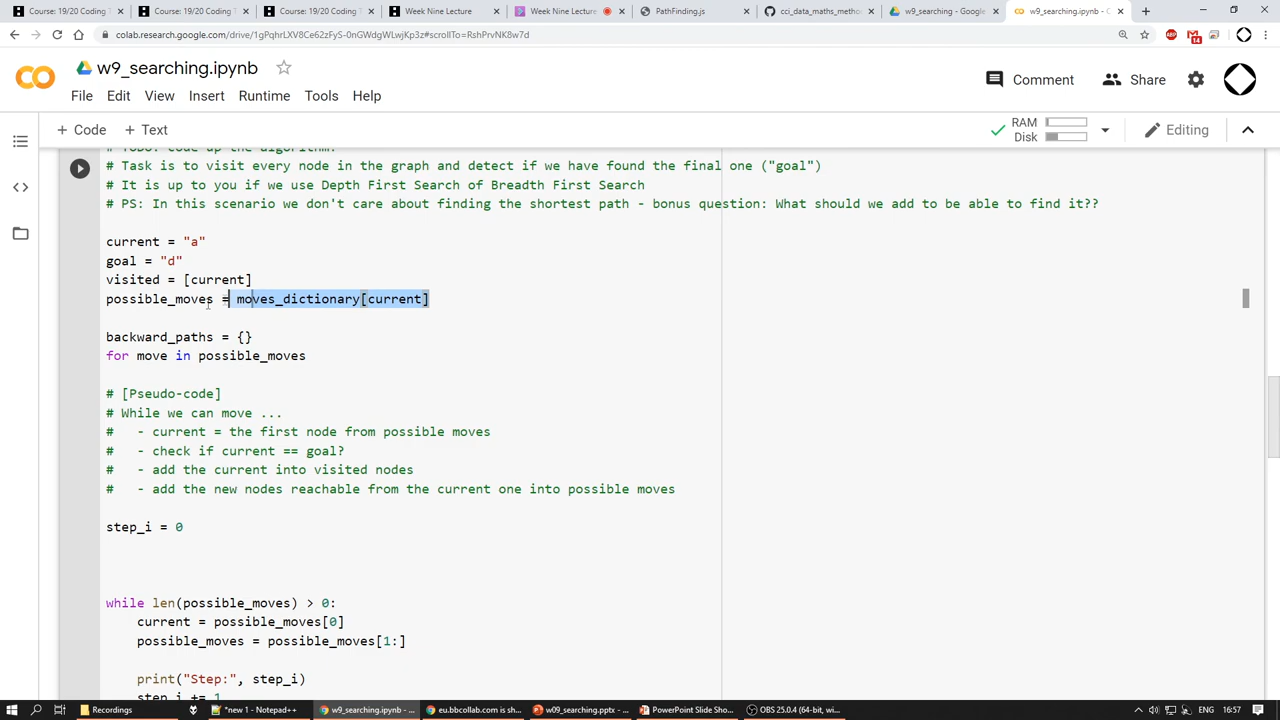 Course: 19/20 Coding T
Course: 19/20 Coding T
Course: 19/20 Coding T
Week Nine Lecture
Week Nine Lecture
PathFinding.js
cci_data_maths_metho
w9_searching - Google
w9_searching.ipynb - C
colab.research.google.com/drive/1gPqhrLXV8Ce62zFyS-0nGWdgWLwjKp3z#scrollTo=RshPrvNK8w7d
14
w9_searching.ipynb
Comment
Share
File Edit View Insert Runtime Tools Help
+ Code + Text
RAM
Disk
Editing
# TODO: Code up the algorithm!
# Task is to visit every node in the graph and detect if we have found the final one ("goal")
# It is up to you if we use Depth First Search of Breadth First Search
# PS: In this scenario we don't care about finding the shortest path - bonus question: What should we add to be able to find it??
current = "a"
goal = "d"
visited = [current]
possible_moves = moves_dictionary[current]
backward_paths = {}
for move in possible_moves
# [Pseudo-code]
# While we can move ...
# - current = the first node from possible moves
# - check if current == goal?
# - add the current into visited nodes
# - add the new nodes reachable from the current one into possible moves
step_i = 0
while len(possible_moves) > 0:
current = possible_moves[0]
possible_moves = possible_moves[1:]
print("Step:", step_i)
step_i += 1
Recordings
*new 1 - Notepad++
w9_searching.ipynb -...
eu.bbcollab.com is sh...
w09_searching.pptx -...
PowerPoint Slide Sho...
OBS 25.0.4 (64-bit, wi...
ENG
16:57